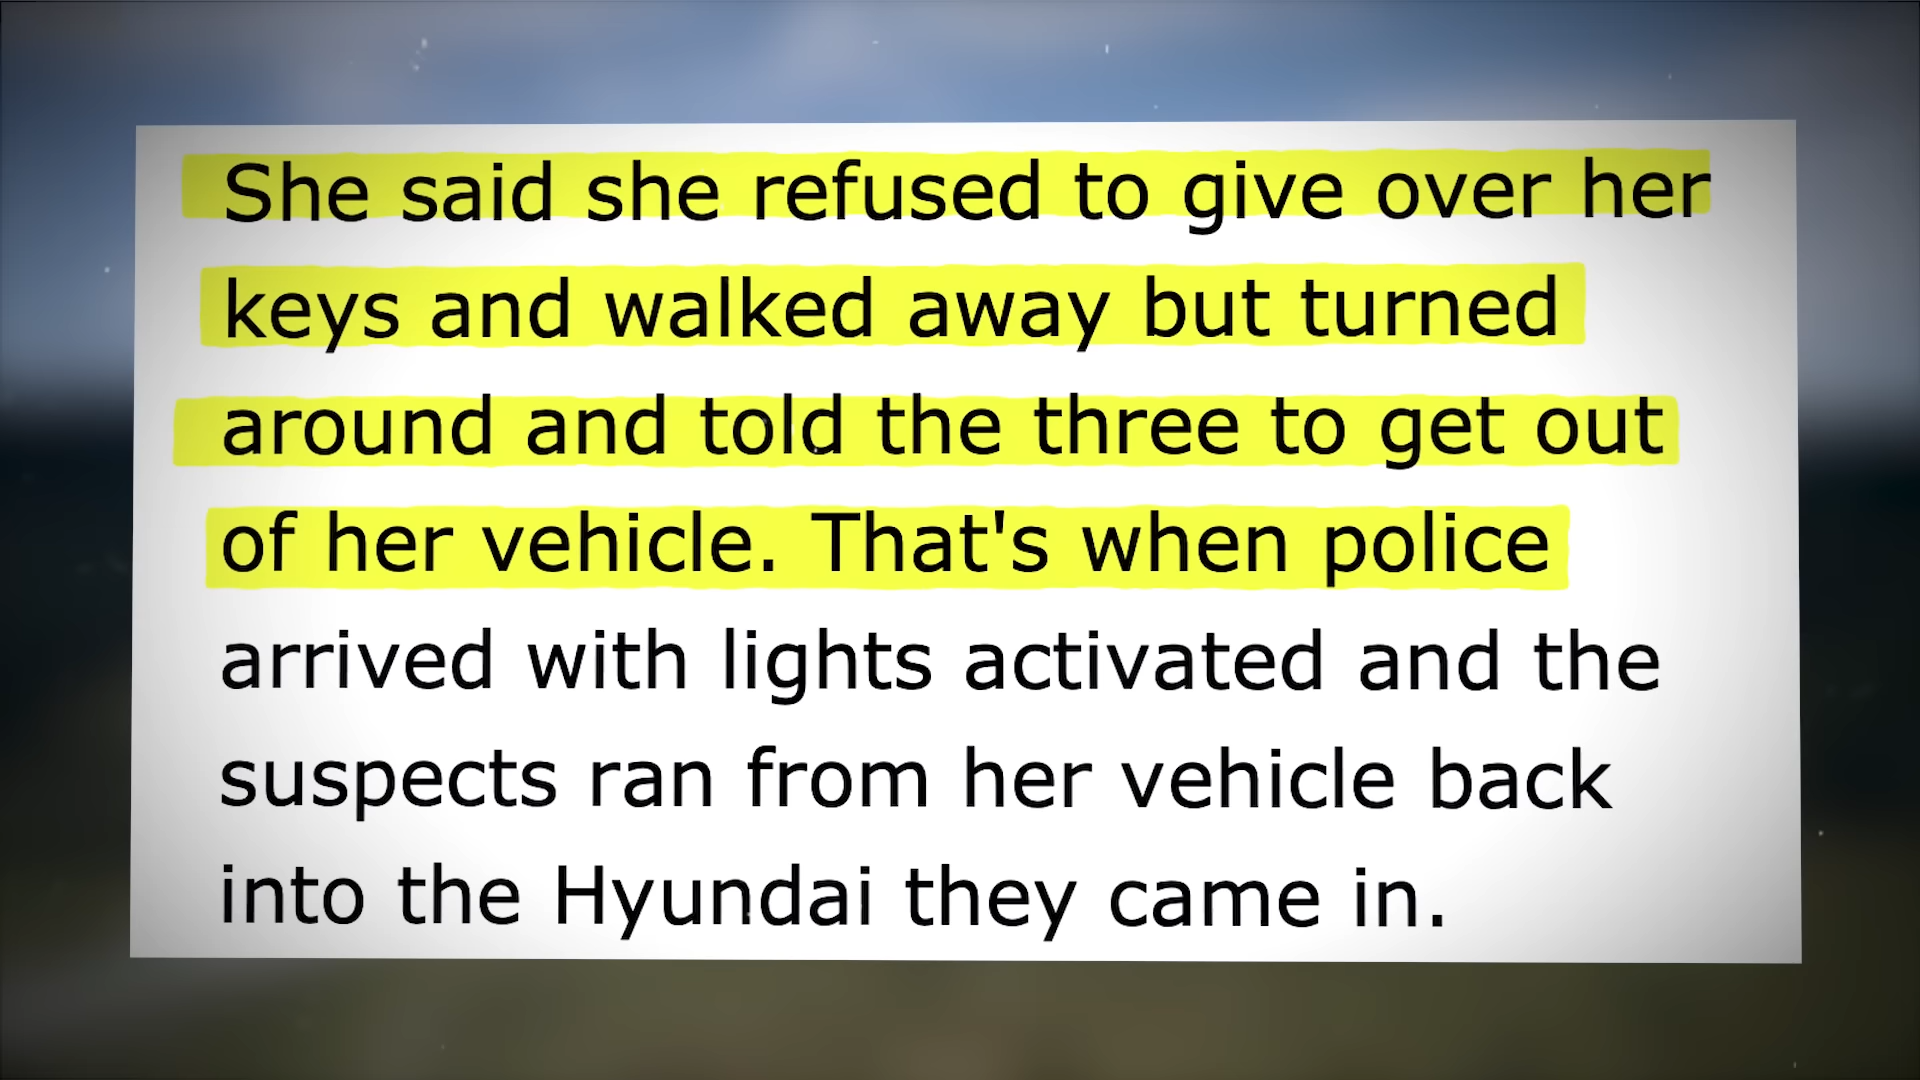 She said she refused to give over her
keys and walked away but turned
around and told the three to get out
of her vehicle. That's when police
arrived with lights activated and the
suspects ran from her vehicle back
into the Hyundai they came in.